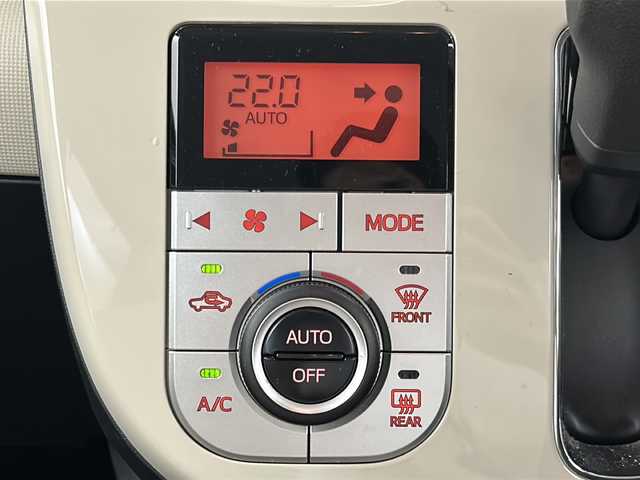 22.0
AUTO
MODE
FRONT
AUTO
OFF
A/C
REAR